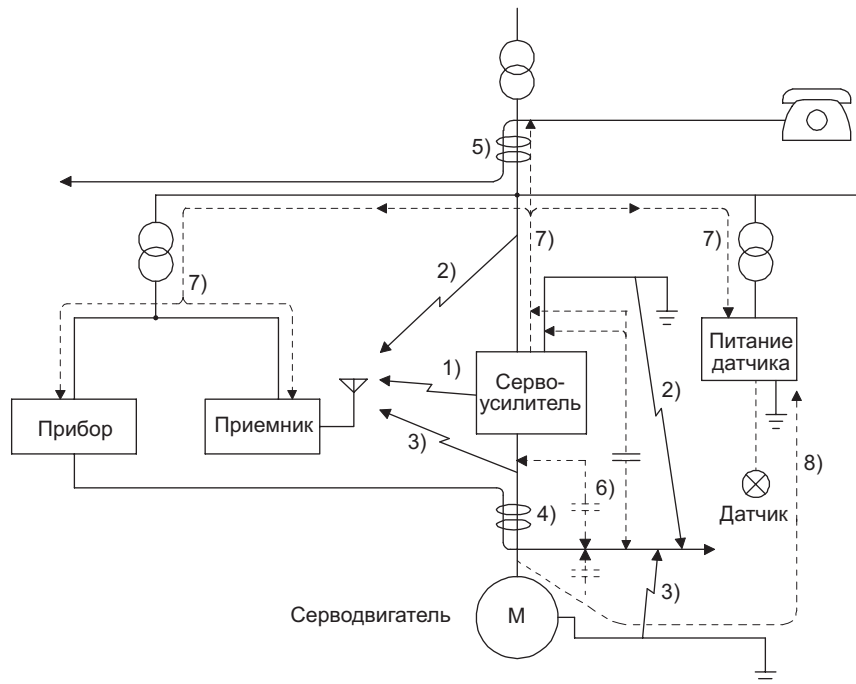 5)
2)
7)
7)
7)
Питание
датчика
1)
Серво-
усилитель
2)
Прибор
Приемник
3)
8)
6)
4)
Датчик
3)
Серводвигатель
M